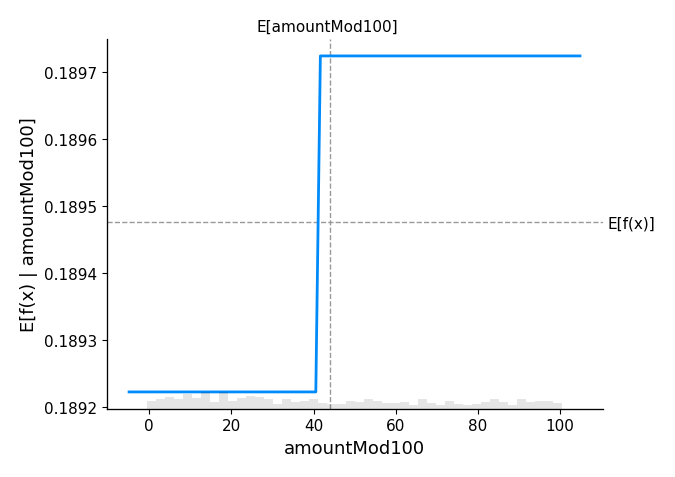 E[amountMod100]
E[f(x) | amountMod100]
0.1897
0.1896
0.1895
0.1894
0.1893
0.1892
E[f(x)]
0 20 40 60 80 100
amountMod100